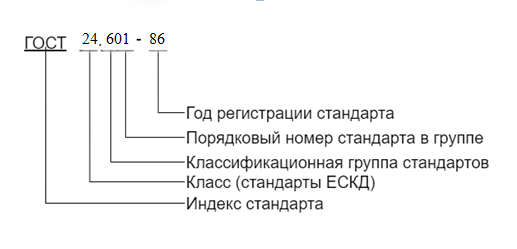 ГОСТ 24.601- 86
Год регистрации стандарта
Порядковый номер стандарта в группе
Классификационная группа стандартов
Класс (стандарты ЕСКД)
Индекс стандарта